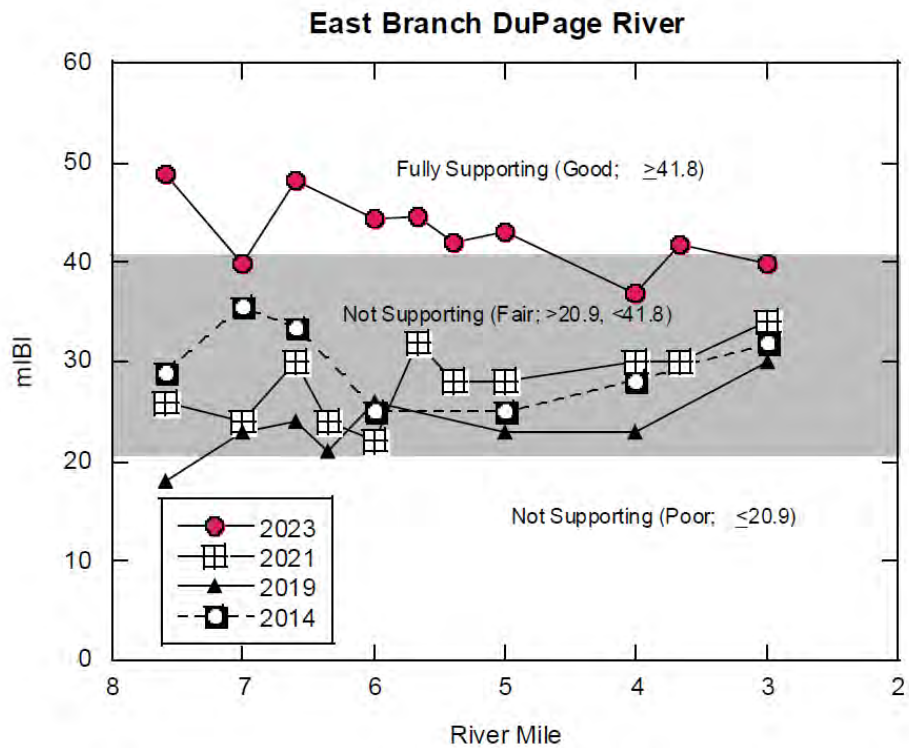 East Branch DuPage River
60
50
40
30
20
10
0
mIBI
Fully Supporting (Good; ≥41.8)
Not Supporting (Fair; >20.9, <41.8)
Not Supporting (Poor; ≤20.9)
2023
2021
2019
2014
8 7 6 5 4 3 2
River Mile